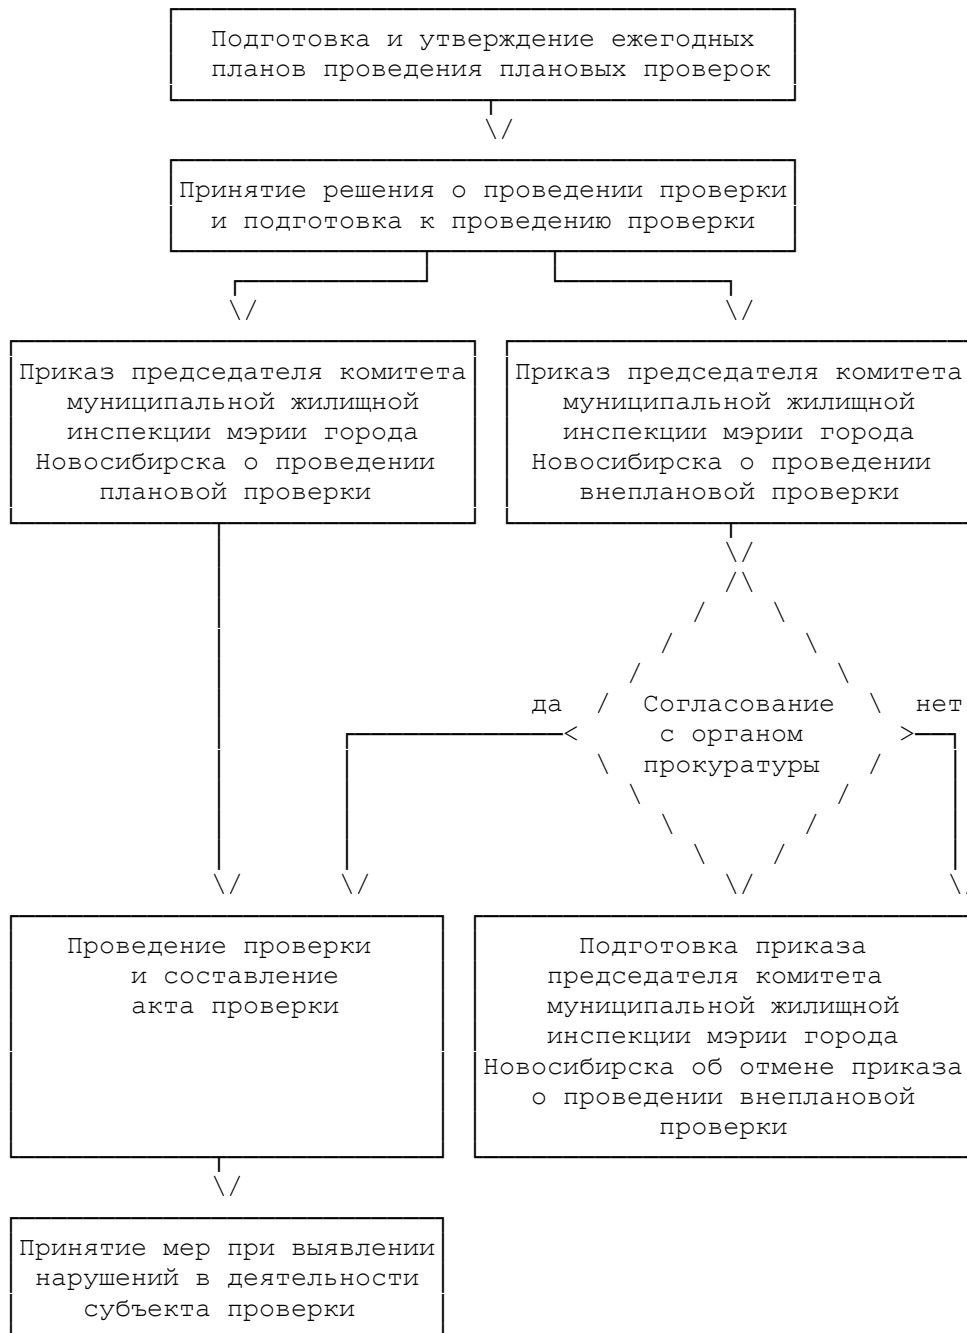 Подготовка и утверждение ежегодных
планов проведения плановых проверок
Принятие решения о проведении проверки
и подготовка к проведению проверки
Приказ председателя комитета
муниципальной жилищной
инспекции мэрии города
Новосибирска о проведении
плановой проверки
Приказ председателя комитета
муниципальной жилищной
инспекции мэрии города
Новосибирска о проведении
внеплановой проверки
да
Согласование
с органом
прокуратуры
нет
Проведение проверки
и составление
акта проверки
Подготовка приказа
председателя комитета
муниципальной жилищной
инспекции мэрии города
Новосибирска об отмене приказа
о проведении внеплановой
проверки
Принятие мер при выявлении
нарушений в деятельности
субъекта проверки